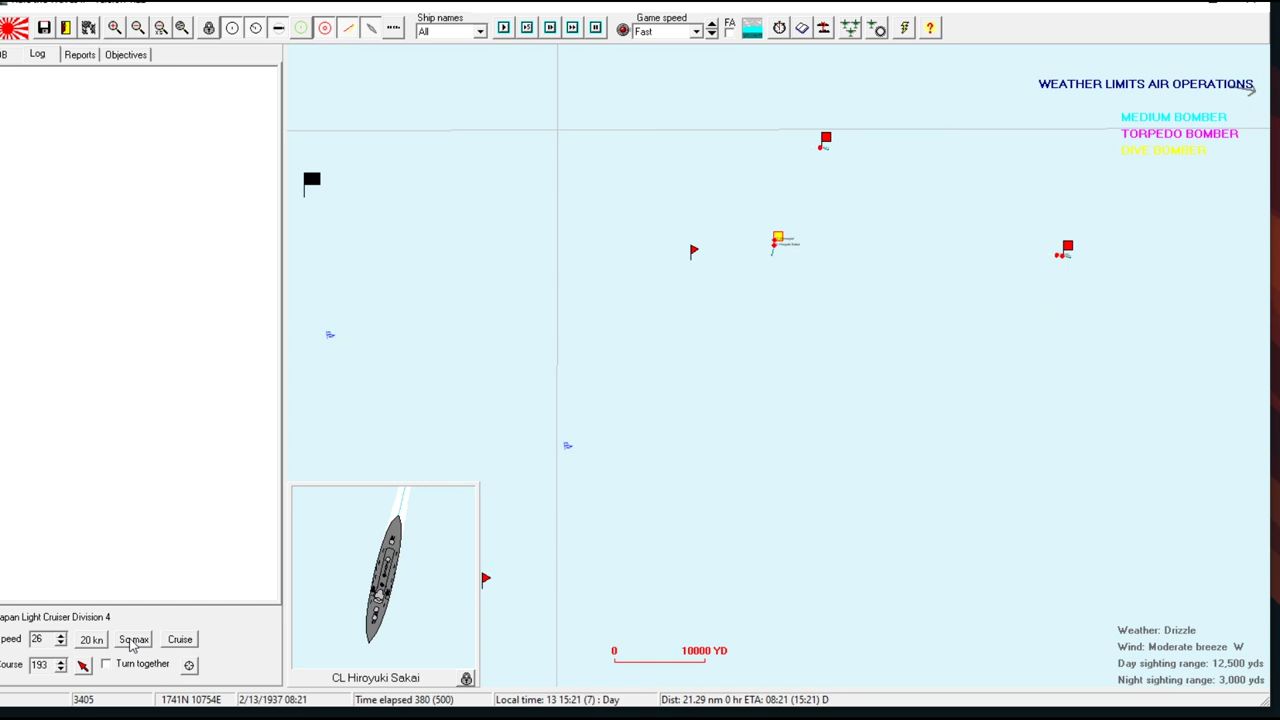 Ship names
Game speed
All
Fast
FA
DB
Log
Reports
Objectives
WEATHER LIMITS AIR OPERATIONS
MEDIUM BOMBER
TORPEDO BOMBER
DIVE BOMBER
Hiroyuki Sakai
apan Light Cruiser Division 4
peed
26
20 kn
Sq max
Cruise
ourse
193
Turn together
CL Hiroyuki Sakai
0
10000 YD
Weather: Drizzle
Wind: Moderate breeze W
Day sighting range: 12,500 yds
Night sighting range: 3,000 yds
3405
1741N 10754E
2/13/1937 08:21
Time elapsed 380 (500)
Local time: 13 15:21 (7) : Day
Dist: 21.29 nm 0 hr ETA: 08:21 (15:21) D